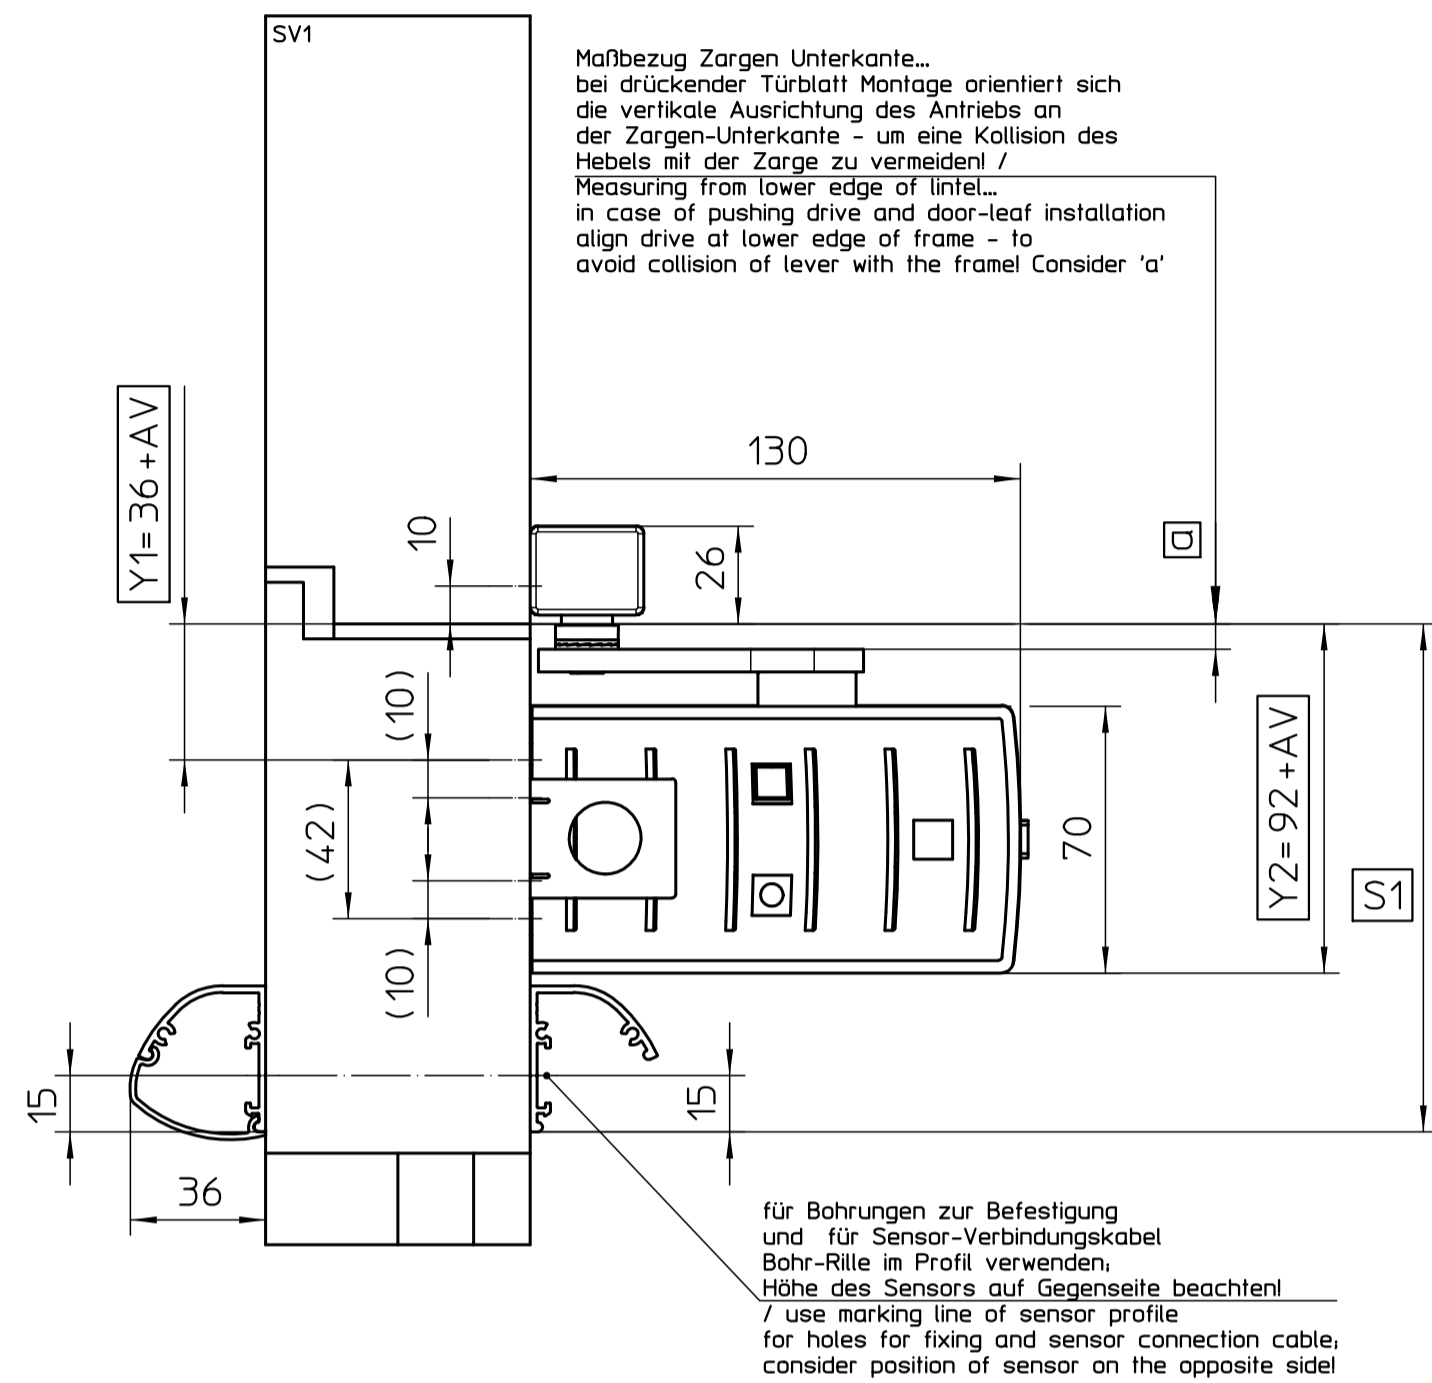 SV1
Maßbezug Zargen Unterkante...
bei drückender Türblatt Montage orientiert sich
die vertikale Ausrichtung des Antriebs an
der Zargen-Unterkante - um eine Kollision des
Hebels mit der Zarge zu vermeiden! /
Measuring from lower edge of lintel...
in case of pushing drive and door-leaf installation
align drive at lower edge of frame - to
avoid collision of lever with the frame! Consider 'a'
Y1=36+AV
130
10
26
a
(10)
(42)
(10)
70
Y2=92+AV
S1
15
15
36
für Bohrungen zur Befestigung
und für Sensor-Verbindungskabel
Bohr-Rille im Profil verwenden;
Höhe des Sensors auf Gegenseite beachten!
/ use marking line of sensor profile
for holes for fixing and sensor connection cable;
consider position of sensor on the opposite side!